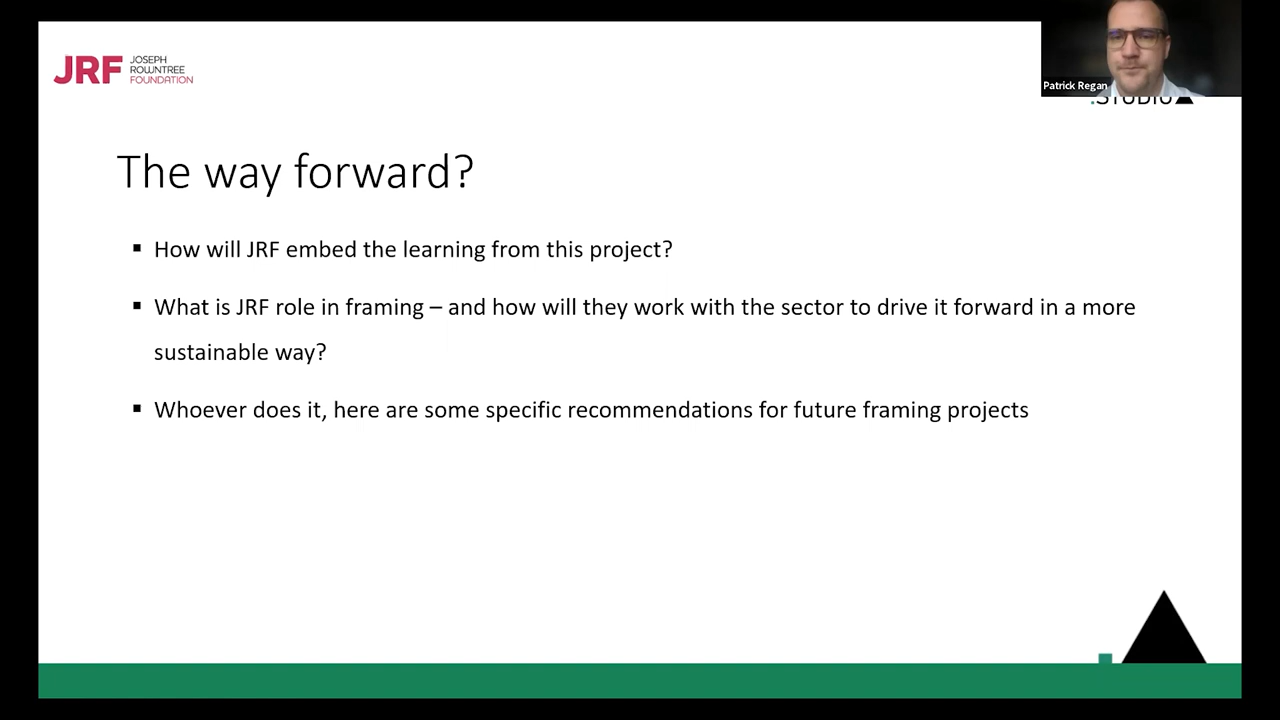 JRF JOSEPH
ROWNTREE
FOUNDATION
Patrick Regan
.STUDIO
The way forward?
How will JRF embed the learning from this project?
What is JRF role in framing – and how will they work with the sector to drive it forward in a more
sustainable way?
Whoever does it, here are some specific recommendations for future framing projects